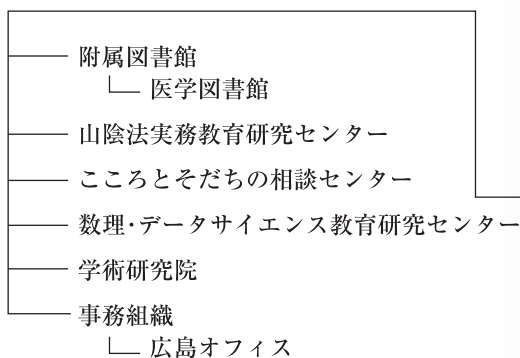 附属図書館
医学図書館
山陰法実務教育研究センター
こころとそだちの相談センター
数理・データサイエンス教育研究センター
学術研究院
事務組織
広島オフィス